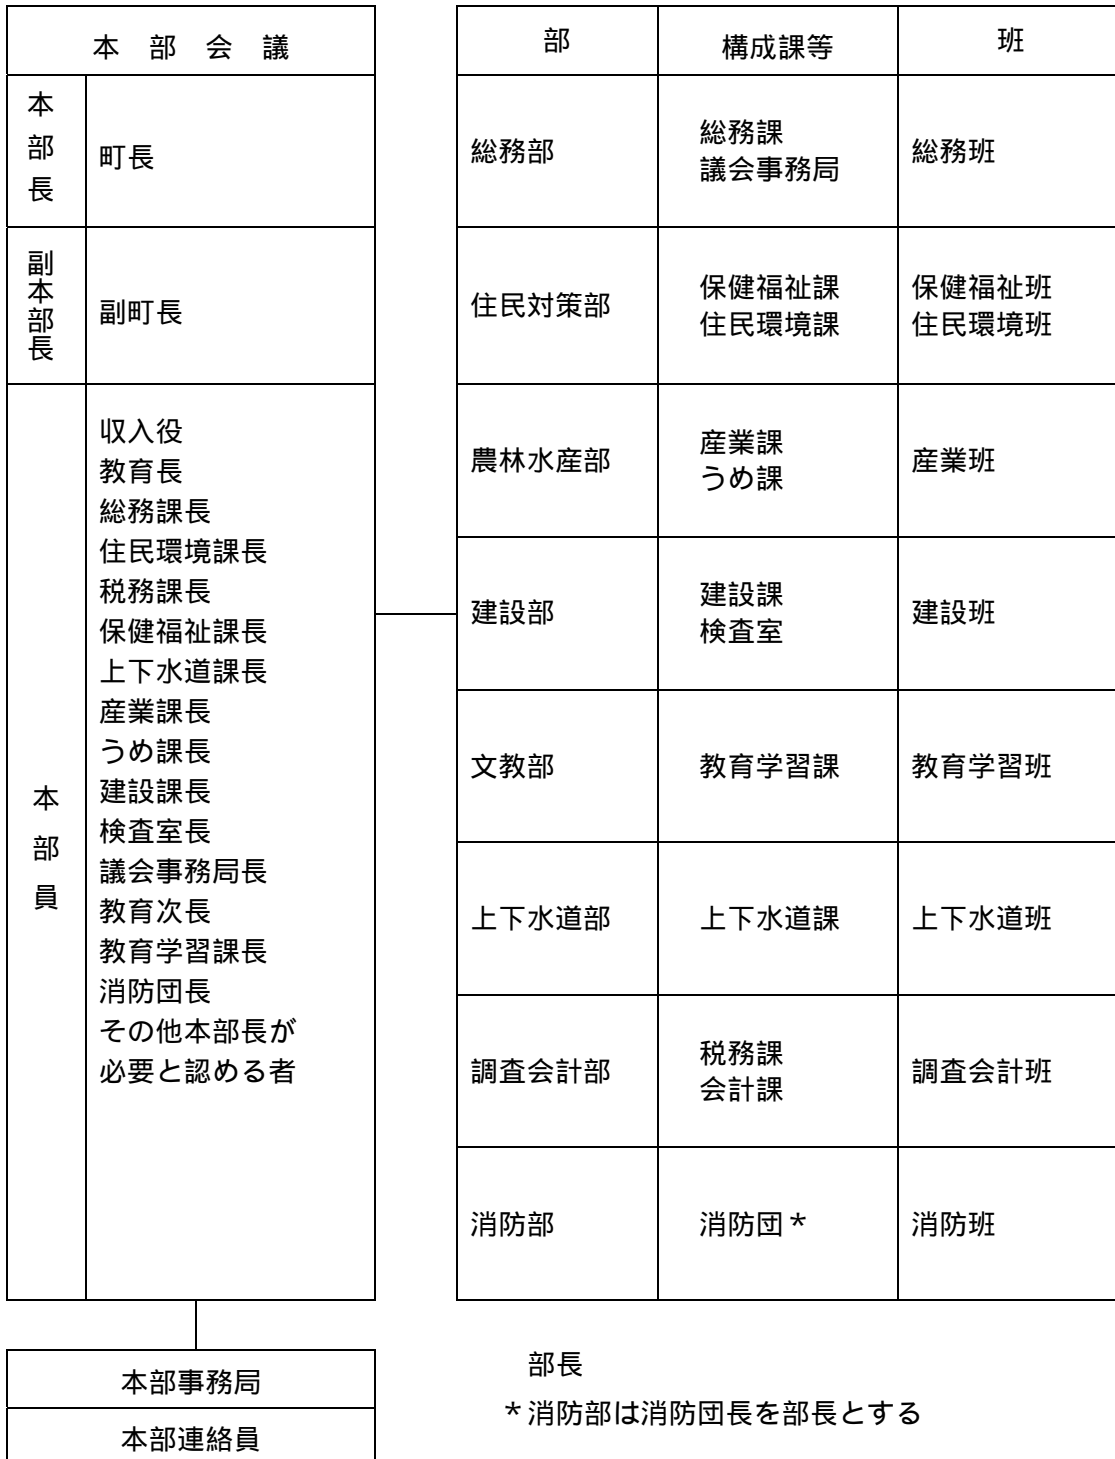 本部会議
本部長
町長
副本部長
副町長
本部員
収入役
教育長
総務課長
住民環境課長
税務課長
保健福祉課長
上下水道課長
産業課長
うめ課長
建設課長
検査室長
議会事務局長
教育次長
教育学習課長
消防団長
その他本部長が
必要と認める者
本部事務局
本部連絡員
部 構成課等 班
総務部
総務課
議会事務局
総務班
住民対策部
保健福祉課
住民環境課
保健福祉班
住民環境班
農林水産部
産業課
うめ課
産業班
建設部
建設課
検査室
建設班
文教部
教育学習課
教育学習班
上下水道部
上下水道課
上下水道班
調査会計部
税務課
会計課
調査会計班
消防部
消防団*
消防班
部長
*消防部は消防団長を部長とする